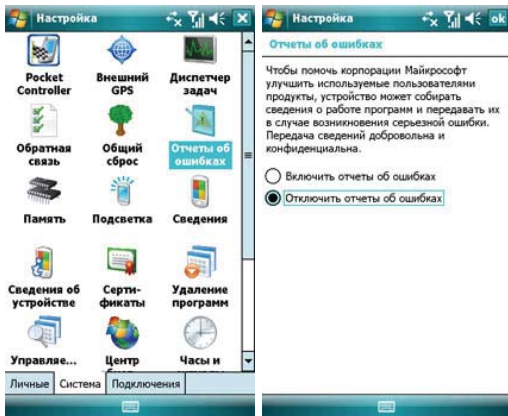 Настройка
Pocket
Controller
Внешний
GPS
Диспетчер
задач
Обратная
связь
Общий
сброс
Отчеты об
ошибках
Память
Подсветка
Сведения
Сведения об
устройстве
Серти-
фикаты
Удаление
программ
Управляе...
Центр
Часы и
Личные Система Подключения
Настройка ok
Отчеты об ошибках
Чтобы помочь корпорации Майкрософт
улучшить используемые пользователями
продукты, устройство может собирать
сведения о работе программ и передавать их
в случае возникновения серьезной ошибки.
Передача сведений добровольна и
конфиденциальна.
Включить отчеты об ошибках
Отключить отчеты об ошибках